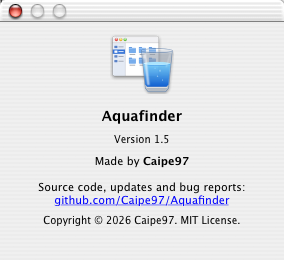 Aquafinder
Version 1.5
Made by Caipe97
Source code, updates and bug reports:
github.com/Caipe97/Aquafinder
Copyright © 2026 Caipe97. MIT License.